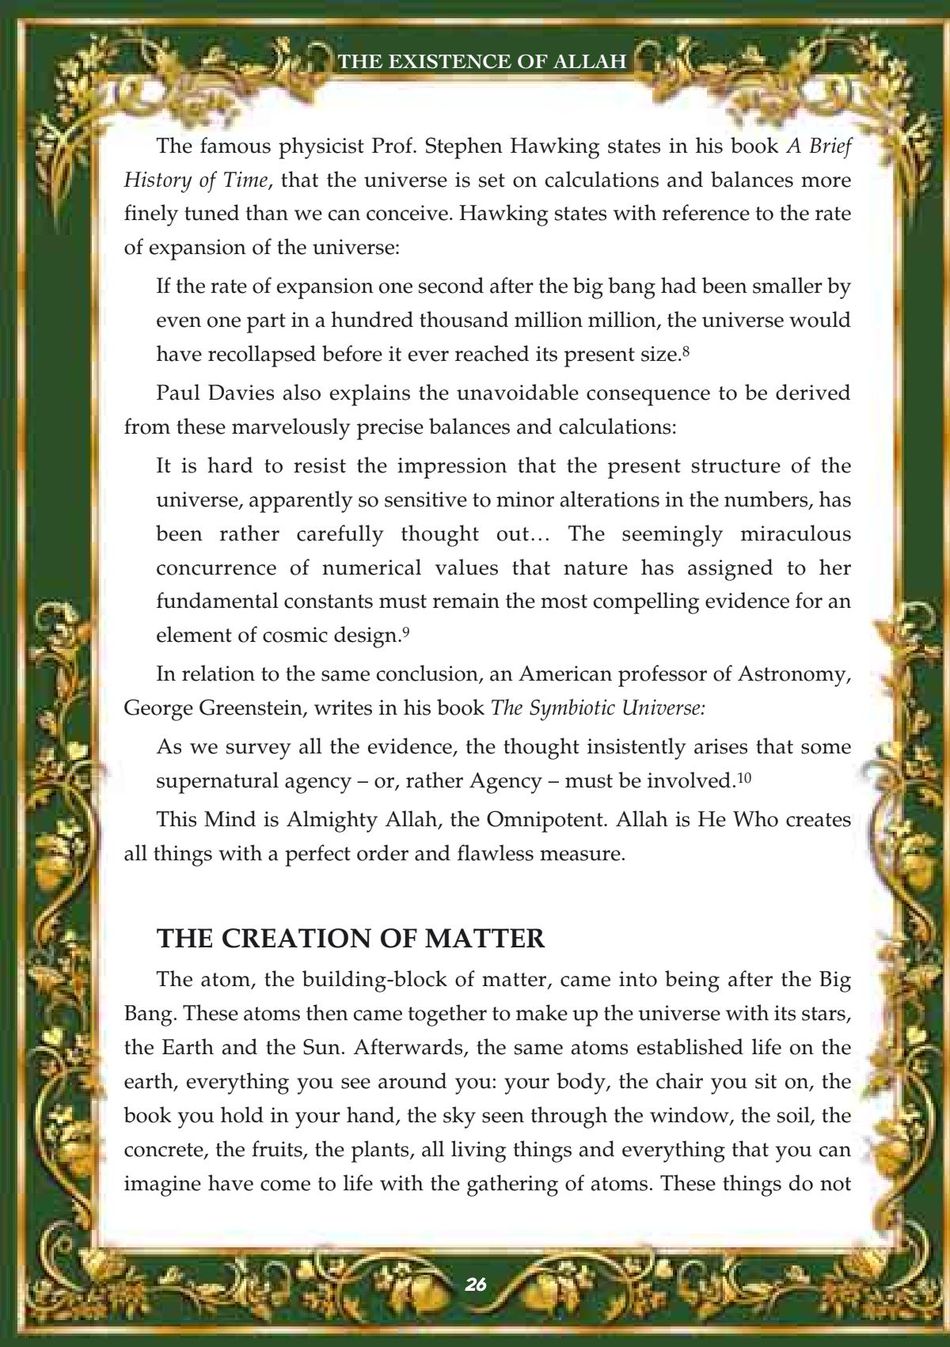 THE EXISTENCE OF ALLAH
The famous physicist Prof. Stephen Hawking states in his book A Brief
History of Time, that the universe is set on calculations and balances more
finely tuned than we can conceive. Hawking states with reference to the rate
of expansion of the universe:
If the rate of expansion one second after the big bang had been smaller by
even one part in a hundred thousand million million, the universe would
have recollapsed before it ever reached its present size.8
Paul Davies also explains the unavoidable consequence to be derived
from these marvelously precise balances and calculations:
It is hard to resist the impression that the present structure of the
universe, apparently so sensitive to minor alterations in the numbers, has
been rather carefully thought out… The seemingly miraculous
concurrence of numerical values that nature has assigned to her
fundamental constants must remain the most compelling evidence for an
element of cosmic design.9
In relation to the same conclusion, an American professor of Astronomy,
George Greenstein, writes in his book The Symbiotic Universe:
As we survey all the evidence, the thought insistently arises that some
supernatural agency – or, rather Agency – must be involved.10
This Mind is Almighty Allah, the Omnipotent. Allah is He Who creates
all things with a perfect order and flawless measure.
THE CREATION OF MATTER
The atom, the building-block of matter, came into being after the Big
Bang. These atoms then came together to make up the universe with its stars,
the Earth and the Sun. Afterwards, the same atoms established life on the
earth, everything you see around you: your body, the chair you sit on, the
book you hold in your hand, the sky seen through the window, the soil, the
concrete, the fruits, the plants, all living things and everything that you can
imagine have come to life with the gathering of atoms. These things do not
26